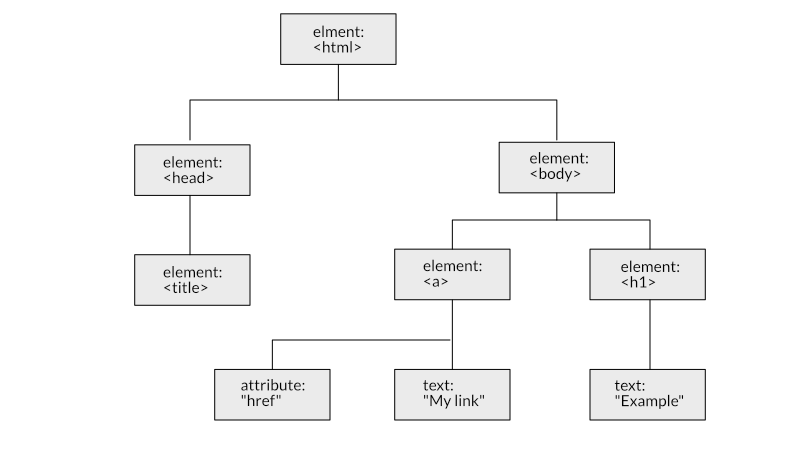 elment:
<html>
element:
<head>
element:
<body>
element:
<title>
element:
<a>
element:
<h1>
attribute:
"href"
text:
"My link"
text:
"Example"